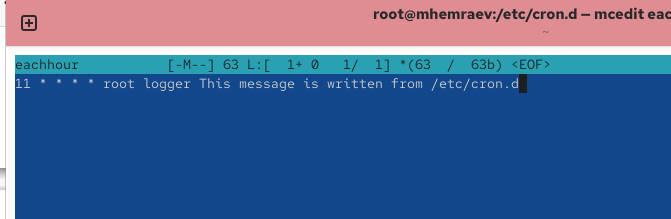 root@mhemraev:/etc/cron.d — mcedit eac
~
eachhour [-M--] 63 L:[ 1+ 0 1/ 1] *(63 / 63b) <EOF>
11 * * * * root logger This message is written from /etc/cron.d